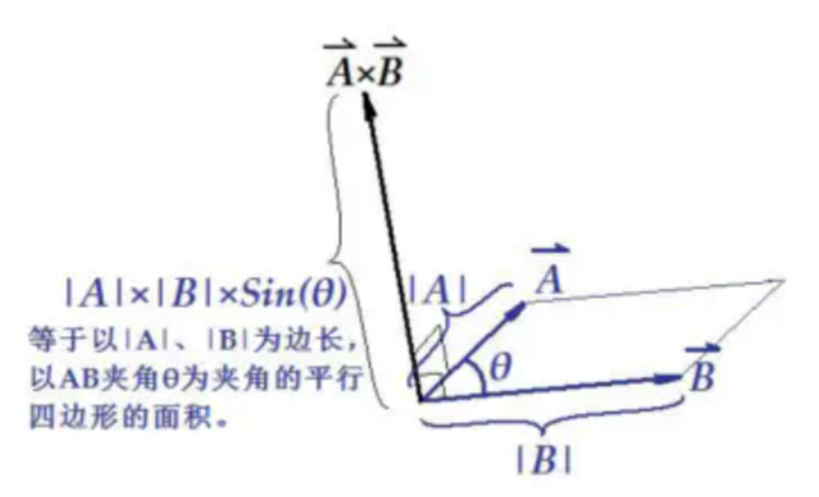 A×B
|A|×|B|×Sin(θ)
等于以|A|、|B|为边长，
以AB夹角θ为夹角的平行
四边形的面积。
|A|
A
θ
B
|B|